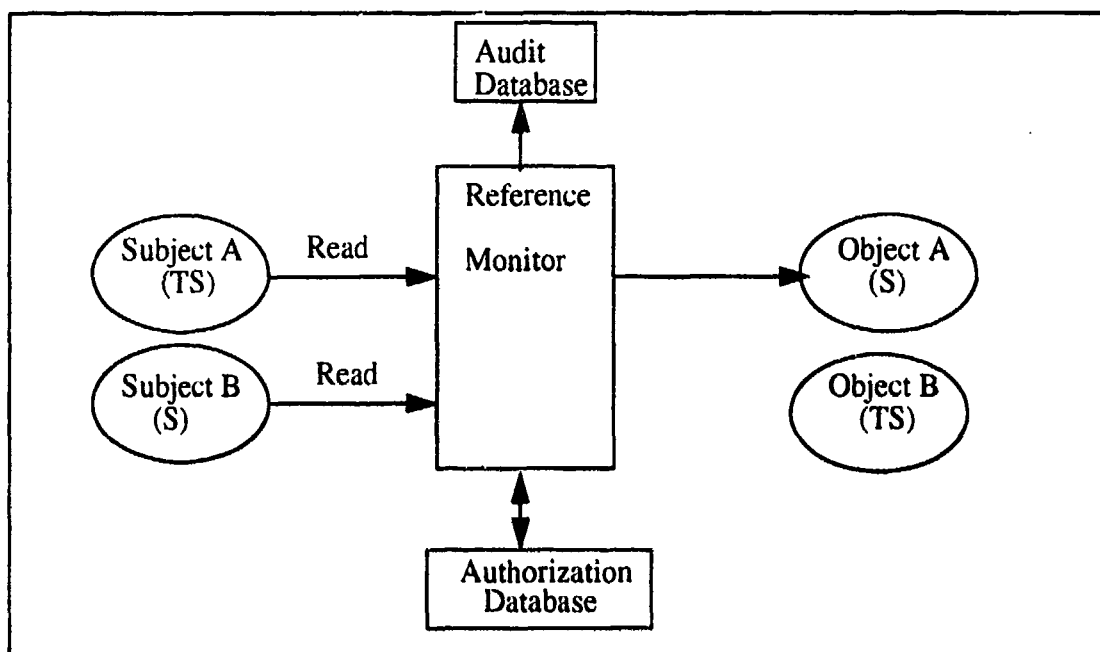 Audit
Database
Reference
Monitor
Subject A
(TS)
Read
Object A
(S)
Subject B
(S)
Read
Object B
(TS)
Authorization
Database